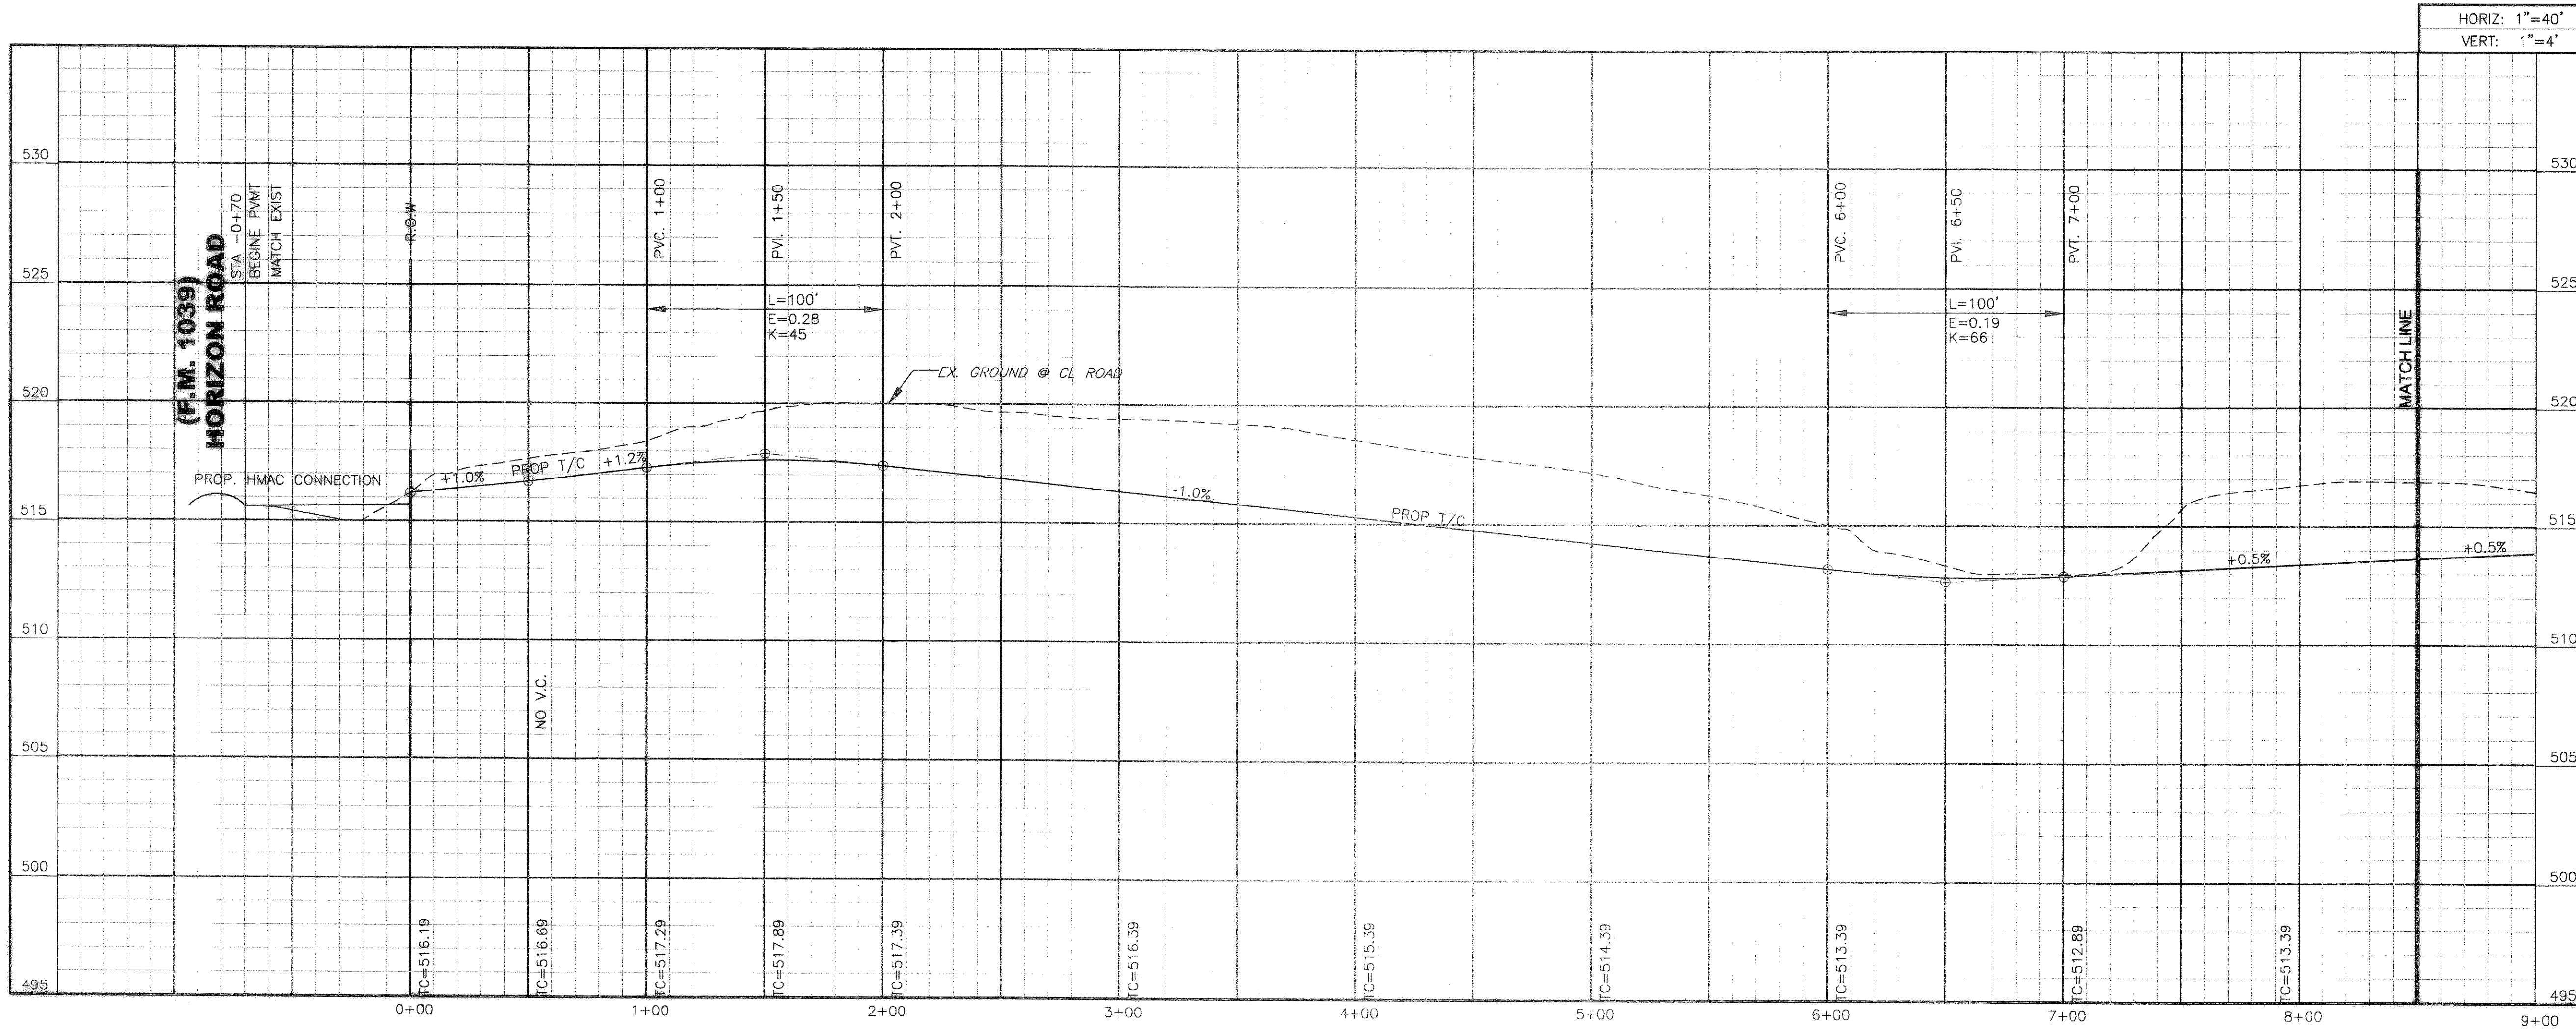 HORIZ: 1"=40'
VERT: 1"=4'
530
525
520
515
510
505
500
495
(F.M. 1039)
HORIZON ROAD
STA -0+70
BEGINE PVMT
MATCH EXIST
R.O.W
PVC. 1+00
PVI. 1+50
PVT. 2+00
L=100'
E=0.28
K=45
EX. GROUND @ CL ROAD
PROP. HMAC CONNECTION
+1.0%
PROP T/C +1.2%
-1.0%
PROP T/C
NO V.C.
PVC. 6+00
PVI. 6+50
PVT. 7+00
L=100'
E=0.19
K=66
MATCH LINE
+0.5%
+0.5%
530
525
520
515
510
505
500
495
TC=516.19
TC=516.69
TC=517.29
TC=517.89
TC=517.39
TC=516.39
TC=515.39
TC=514.39
TC=513.39
TC=512.89
TC=513.39
0+00
1+00
2+00
3+00
4+00
5+00
6+00
7+00
8+00
9+00